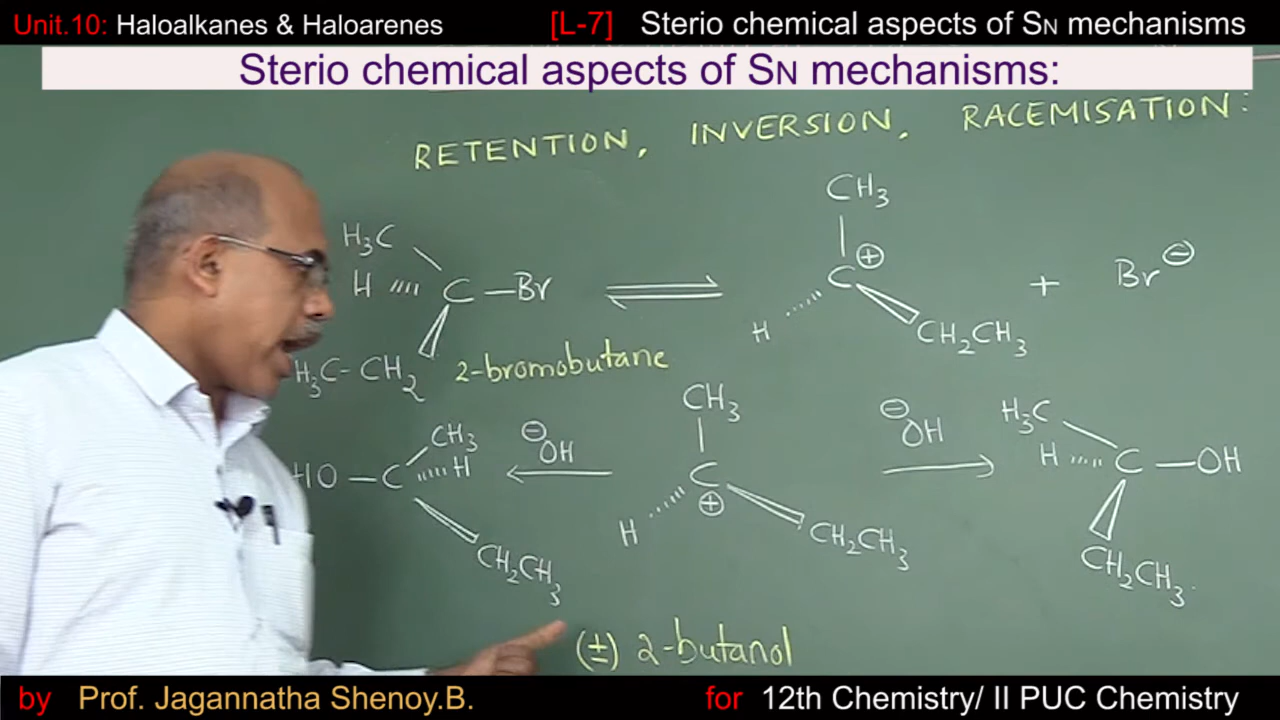 Unit.10: Haloalkanes & Haloarenes [L-7] Sterio chemical aspects of SN mechanisms
Sterio chemical aspects of SN mechanisms:
RETENTION, INVERSION, RACEMISATION:
CH3
H3C
H C — Br ⇌ C ⊕ + Br ⊖
H CH2CH3
H3C - CH2 2-bromobutane
CH3
CH3 ⊖OH ⊖OH H3C
HO — C H ← C ⊕ → H C — OH
H CH2CH3
CH2CH3 CH2CH3
(±) 2-butanol
by Prof. Jagannatha Shenoy.B. for 12th Chemistry/ II PUC Chemistry